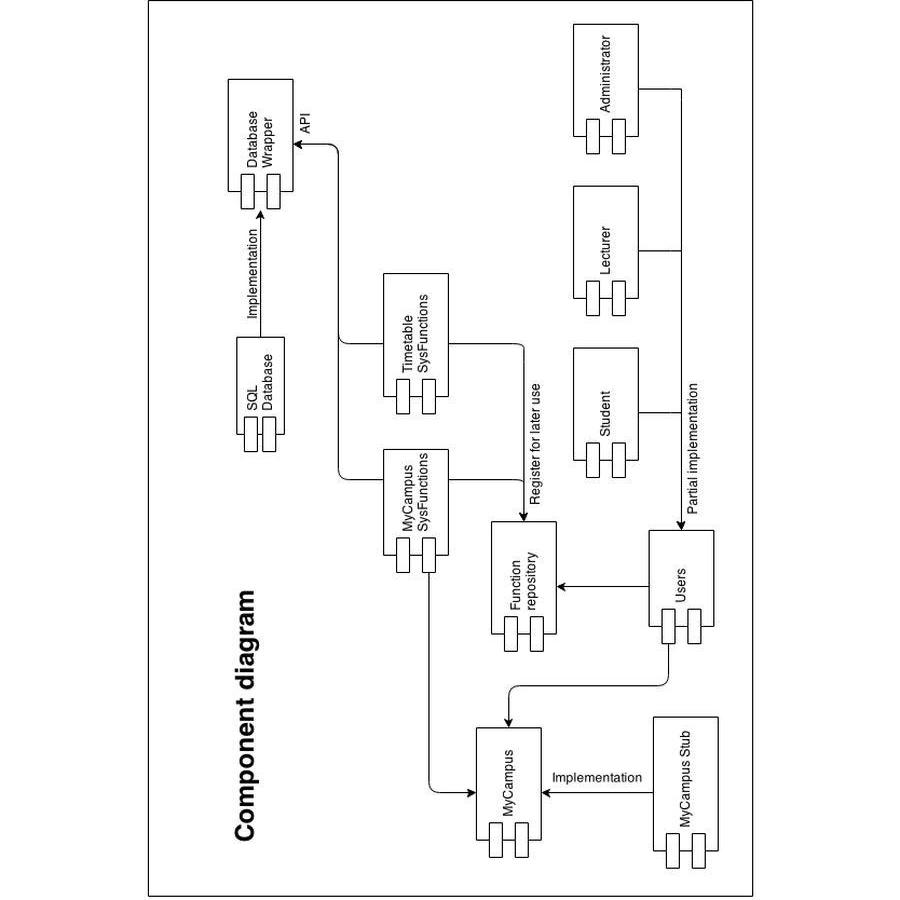 Component diagram
SQL
Database
Implementation
Database
Wrapper
API
MyCampus
SysFunctions
Timetable
SysFunctions
MyCampus
Function
repository
Register for later use
Implementation
Student
Lecturer
Administrator
MyCampus Stub
Users
Partial implementation